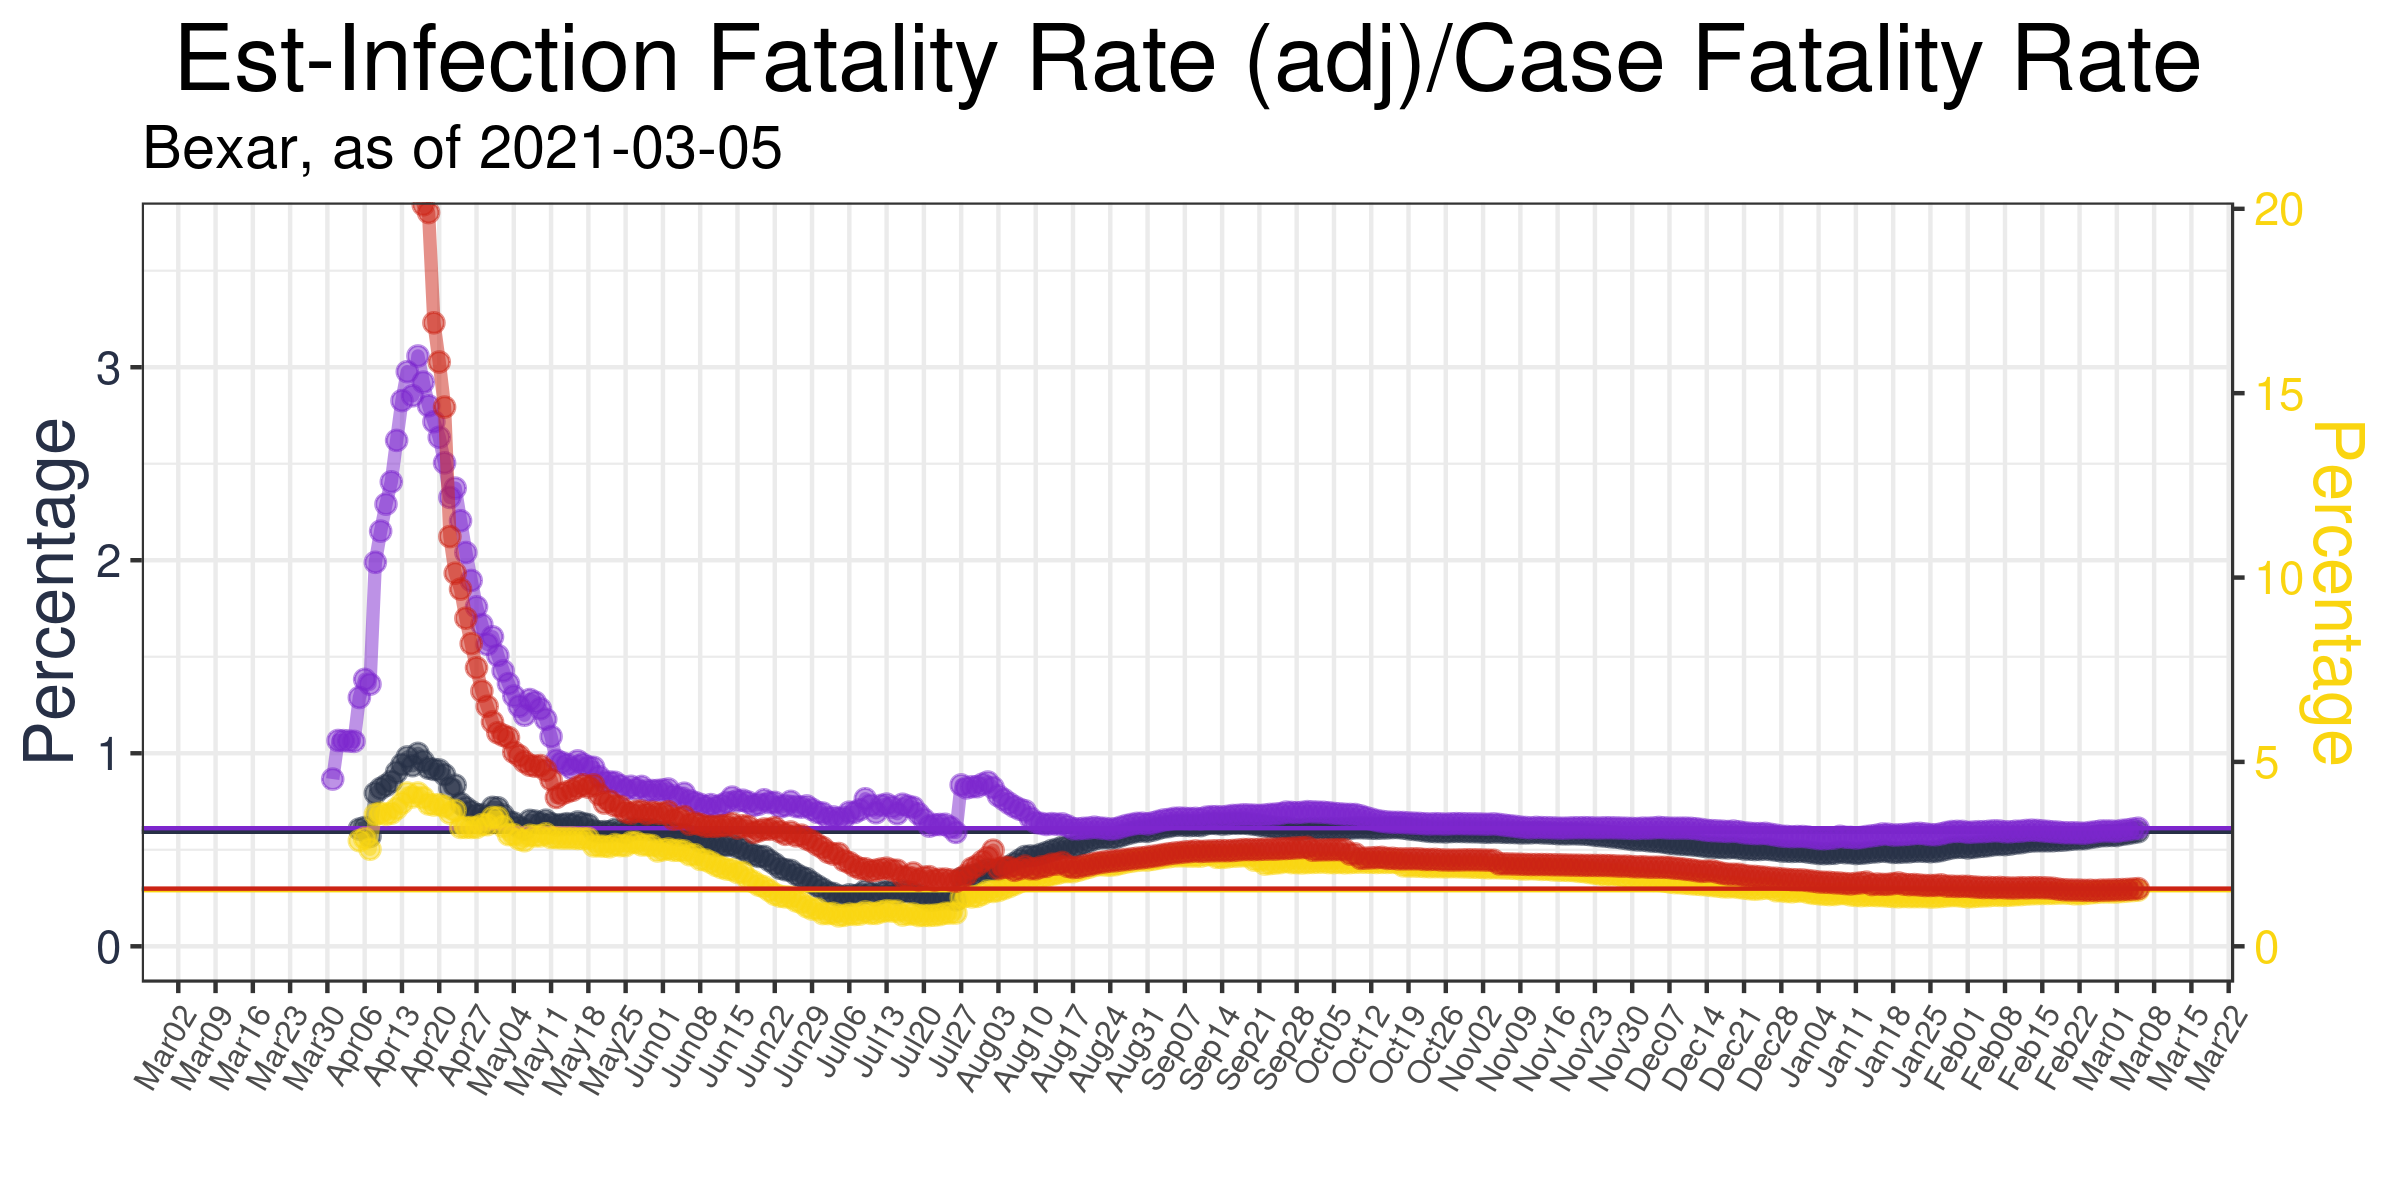 Est-Infection Fatality Rate (adj)/Case Fatality Rate
Bexar, as of 2021-03-05
Percentage
3
2
1
0
20
15
10
5
0
Percentage
Mar02
Mar09
Mar16
Mar23
Mar30
Apr06
Apr13
Apr20
Apr27
May04
May11
May18
May25
Jun01
Jun08
Jun15
Jun22
Jun29
Jul06
Jul13
Jul20
Jul27
Aug03
Aug10
Aug17
Aug24
Aug31
Sep07
Sep14
Sep21
Sep28
Oct05
Oct12
Oct19
Oct26
Nov02
Nov09
Nov16
Nov23
Nov30
Dec07
Dec14
Dec21
Dec28
Jan04
Jan11
Jan18
Jan25
Feb01
Feb08
Feb15
Feb22
Mar01
Mar08
Mar15
Mar22